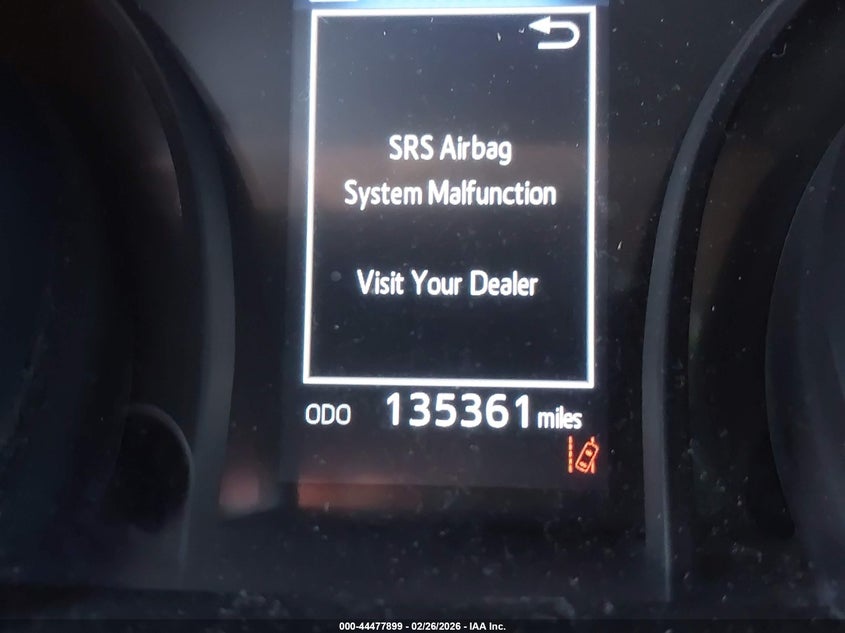 SRS Airbag
System Malfunction
Visit Your Dealer
ODO 135361 miles
000-44477899 - 02/26/2026 - IAA Inc.